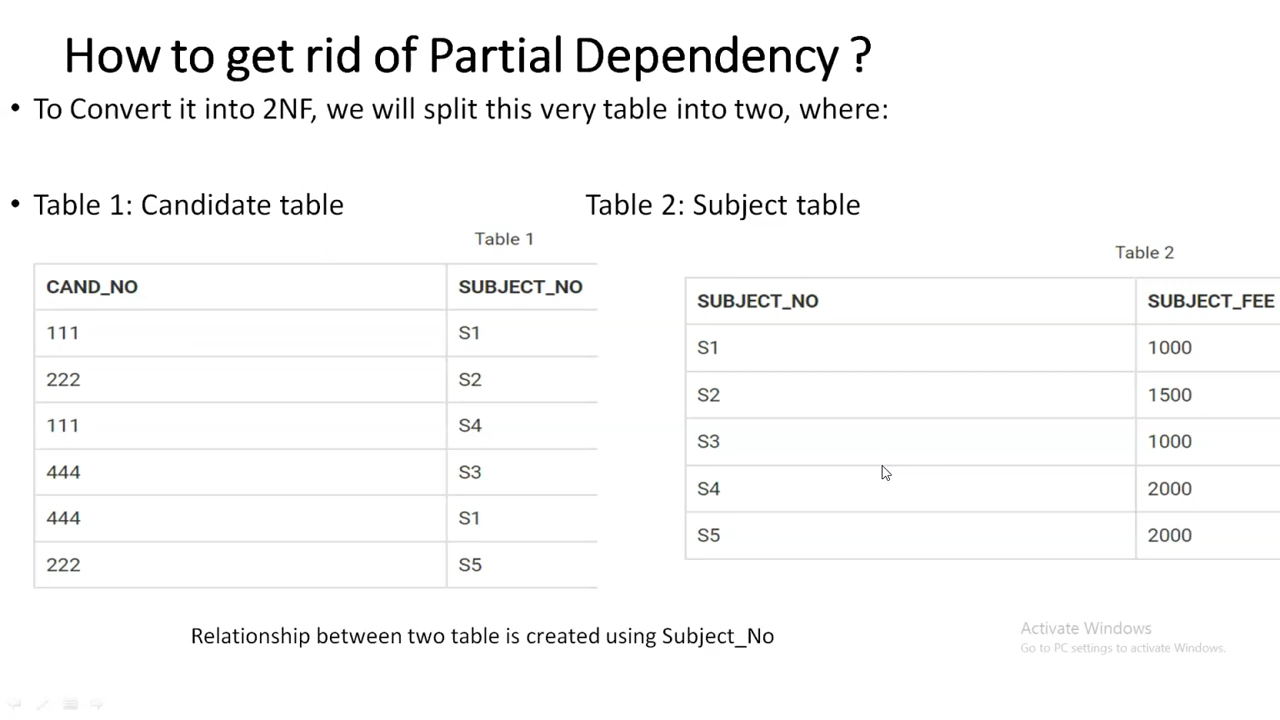 How to get rid of Partial Dependency ?
• To Convert it into 2NF, we will split this very table into two, where:
• Table 1: Candidate table
Table 2: Subject table
Table 1
CAND_NO SUBJECT_NO
111 S1
222 S2
111 S4
444 S3
444 S1
222 S5
Table 2
SUBJECT_NO SUBJECT_FEE
S1 1000
S2 1500
S3 1000
S4 2000
S5 2000
Relationship between two table is created using Subject_No
Activate Windows
Go to PC settings to activate Windows.